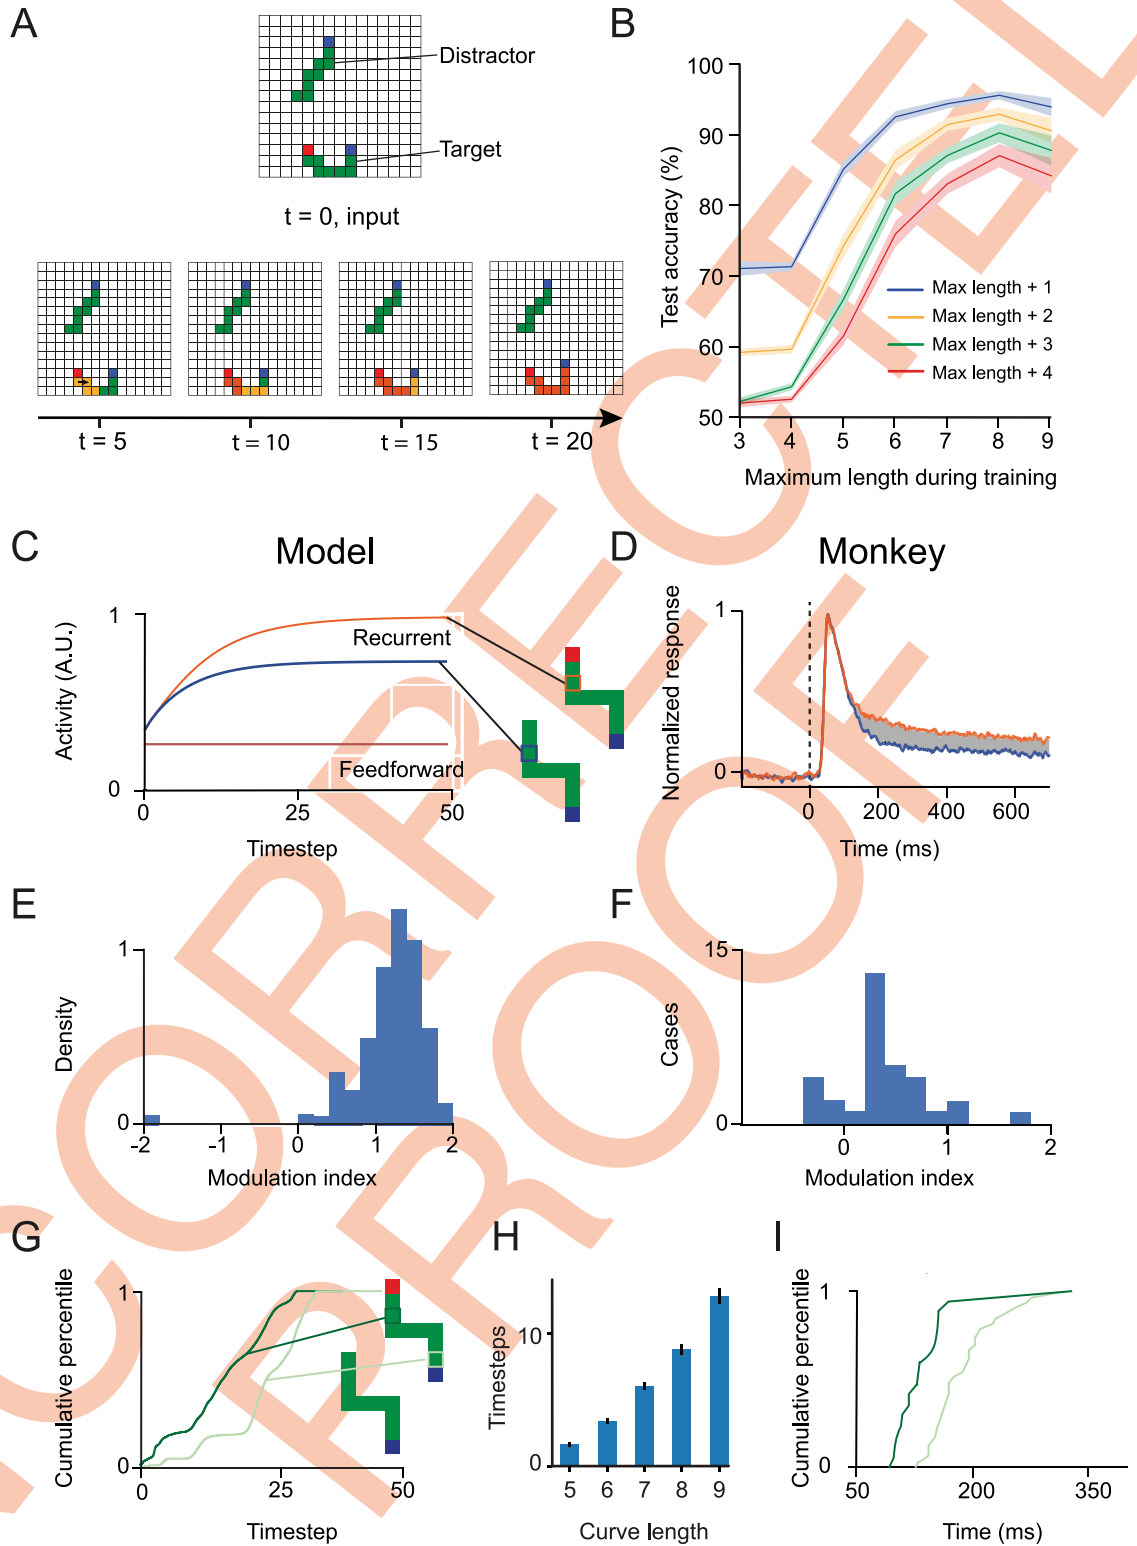 A
Distractor
Target
t = 0, input
t = 5
t = 10
t = 15
t = 20
B
Test accuracy (%)
100
90
80
70
60
50
3 4 5 6 7 8 9
Maximum length during training
Max length + 1
Max length + 2
Max length + 3
Max length + 4
C
Model
Activity (A.U.)
1
0
Recurrent
Feedforward
0 25 50
Timestep
D
Monkey
Normalized response
1
0
0 200 400 600
Time (ms)
E
Density
1
0
-2 -1 0 1 2
Modulation index
F
Cases
15
0
0 1 2
Modulation index
G
Cumulative percentile
1
0
0 25 50
Timestep
H
Timesteps
10
0
5 6 7 8 9
Curve length
I
Cumulative percentile
1
0
50 200 350
Time (ms)
CORRECTED
PROOF